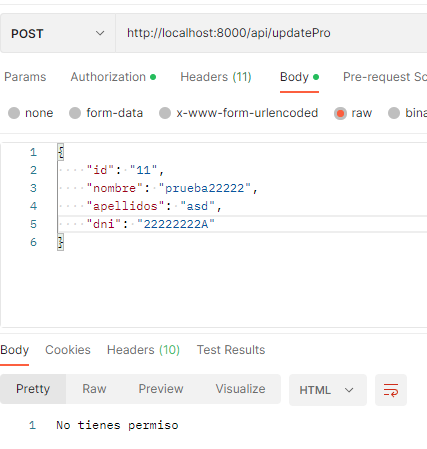 POST http://localhost:8000/api/updatePro
Params Authorization Headers (11) Body Pre-request Sc
none form-data x-www-form-urlencoded raw bina
1 {
2 "id": "11",
3 "nombre": "prueba22222",
4 "apellidos": "asd",
5 "dni": "22222222A"
6 }
Body Cookies Headers (10) Test Results
Pretty Raw Preview Visualize HTML
1 No tienes permiso